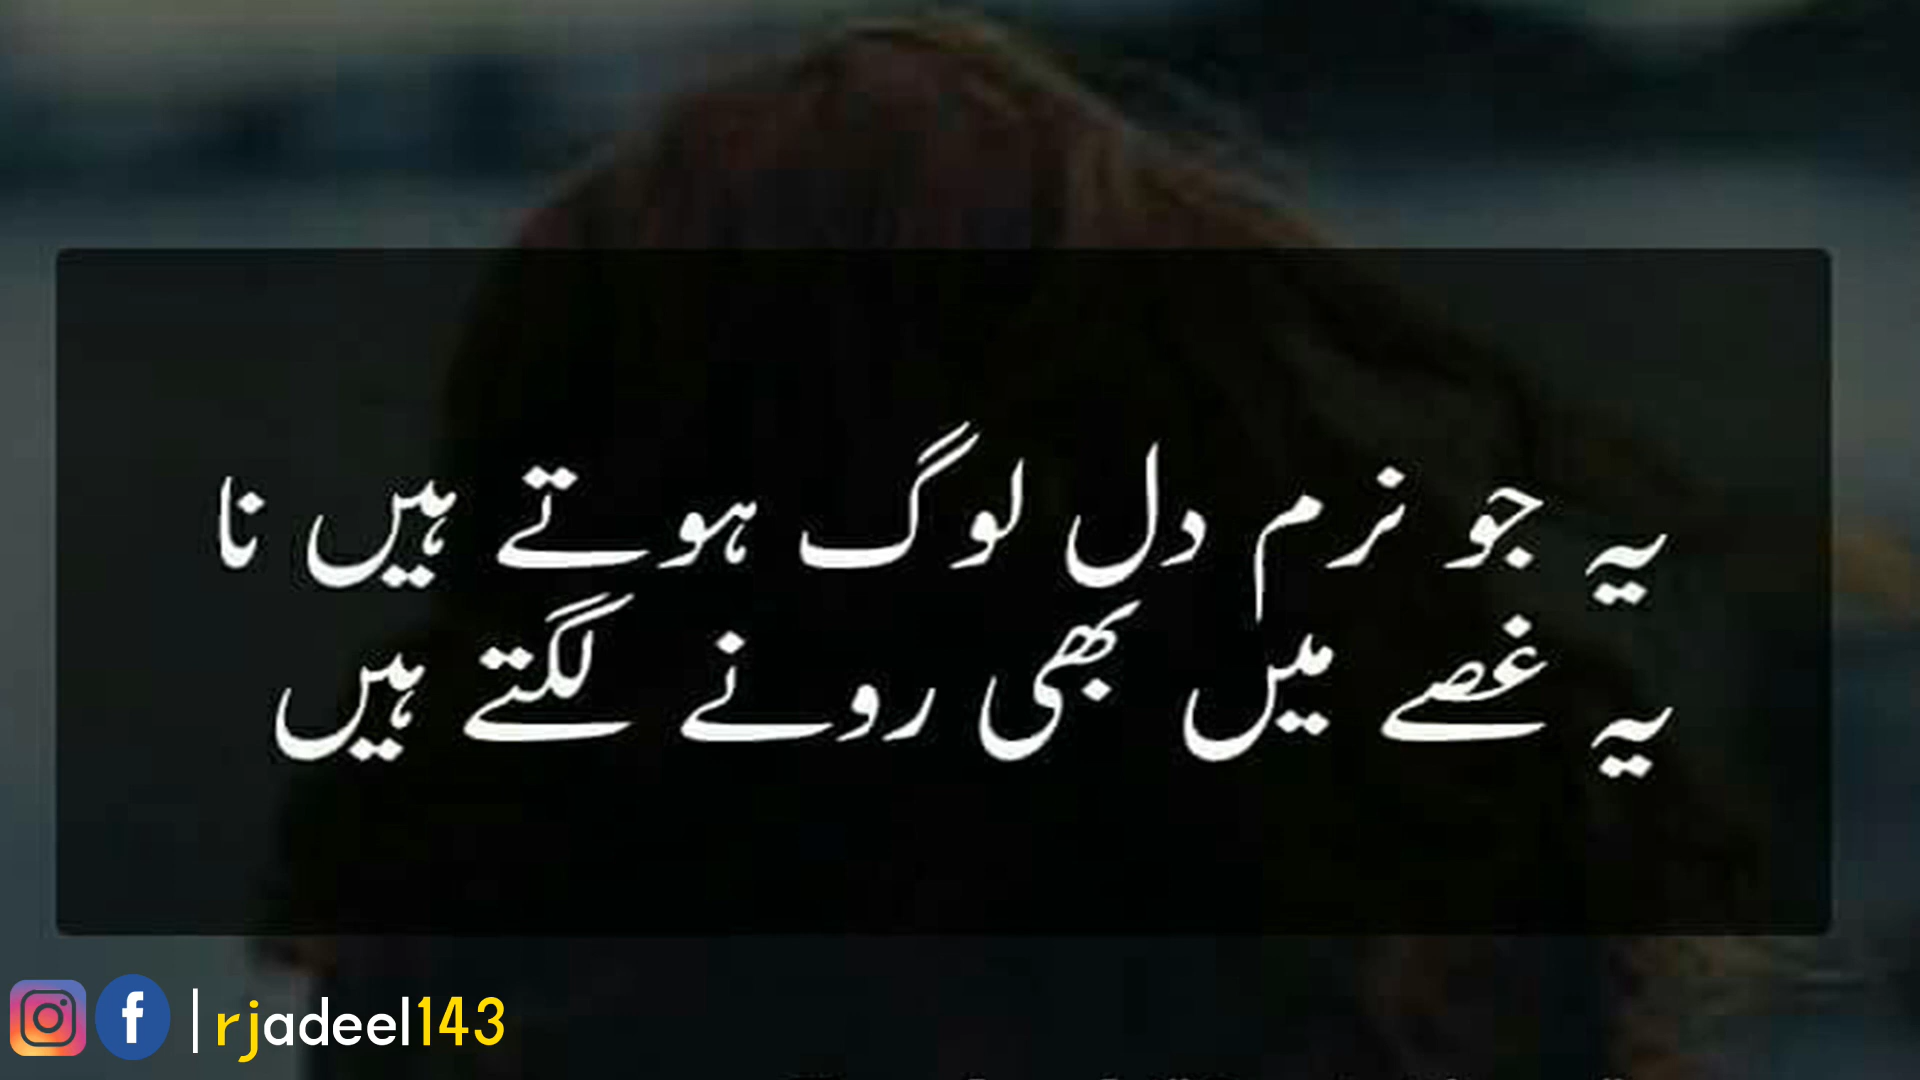 یہ جو نرم دل لوگ ہوتے ہیں نا
یہ غصے میں بھی رونے لگتے ہیں
f | rjadeel143